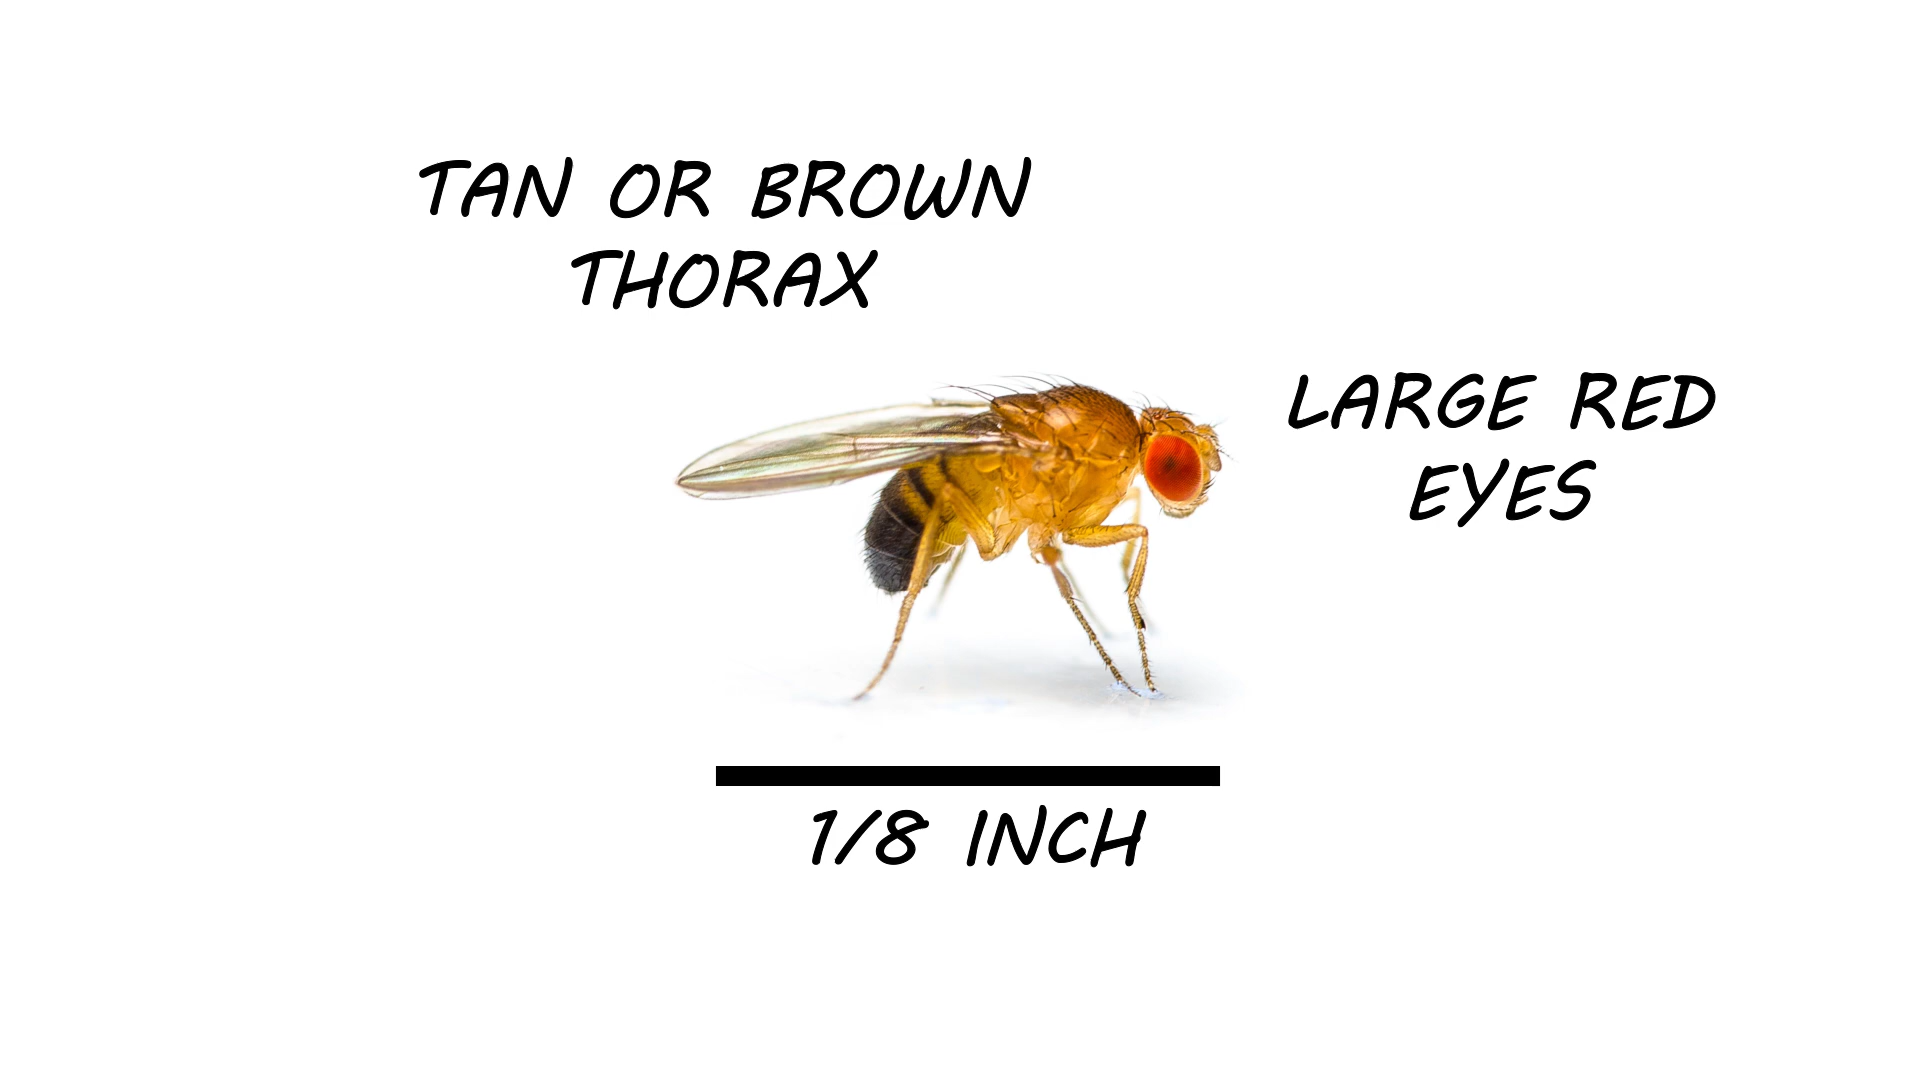 TAN OR BROWN
THORAX
LARGE RED
EYES
1/8 INCH